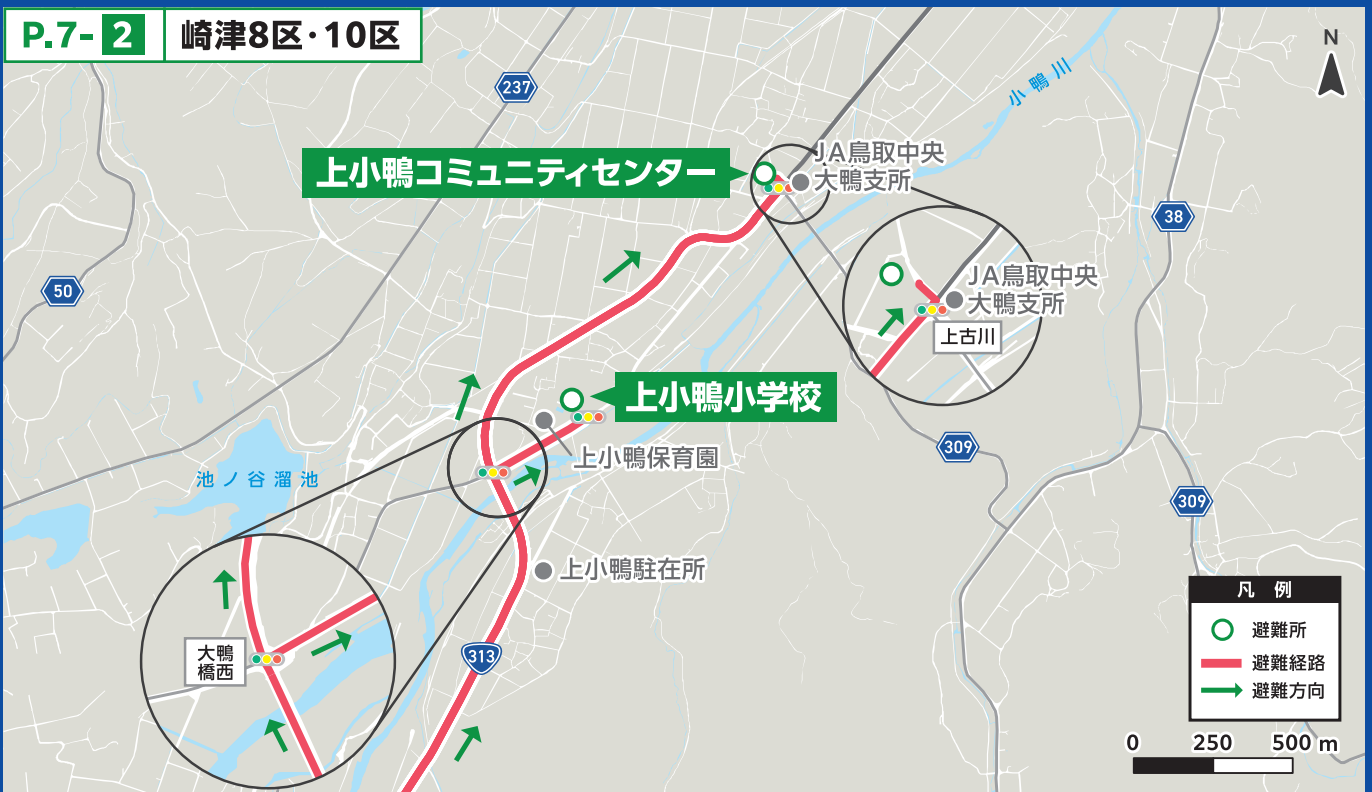 P.7- 2 崎津8区・10区
N
237
小鴨川
上小鴨コミュニティセンター
JA鳥取中央
大鴨支所
38
50
JA鳥取中央
大鴨支所
上古川
上小鴨小学校
309
上小鴨保育園
池ノ谷溜池
309
上小鴨駐在所
大鴨
橋西
313
凡 例
避難所
避難経路
避難方向
0 250 500 m